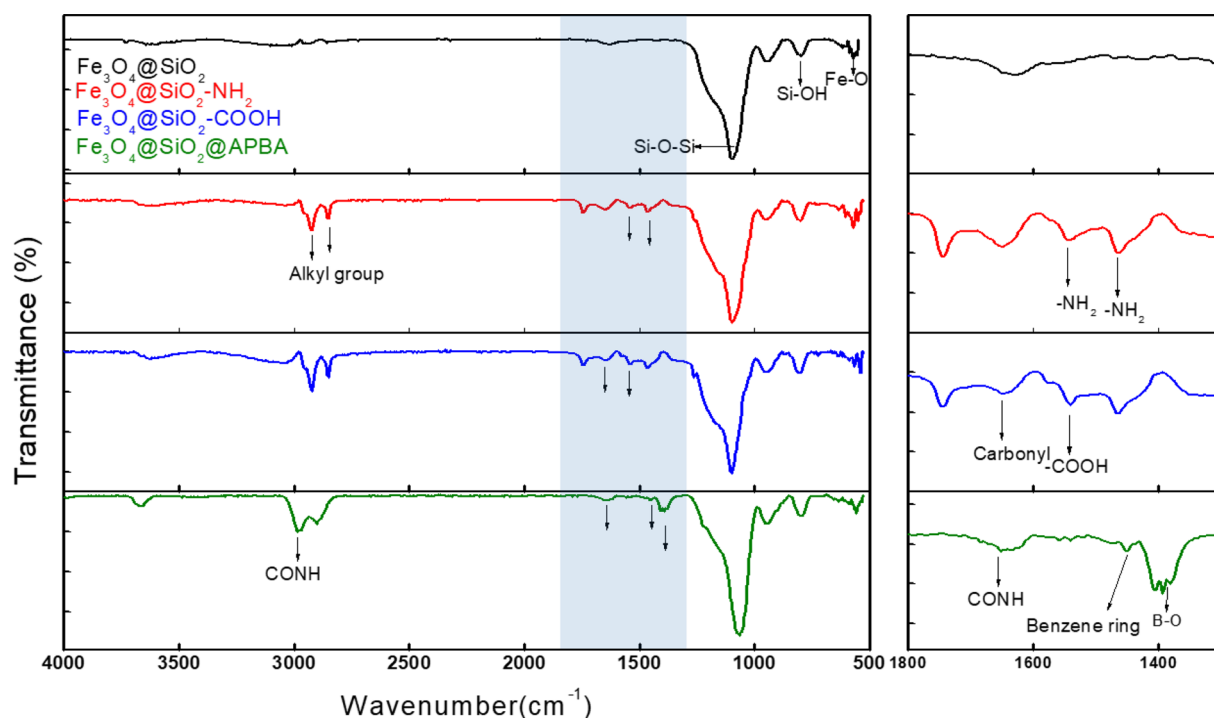 Transmittance (%)
Fe₃O₄@SiO₂
Fe₃O₄@SiO₂-NH₂
Fe₃O₄@SiO₂-COOH
Fe₃O₄@SiO₂@APBA
Si-O-Si
Si-OH
Fe-O
Alkyl group
-NH₂
-NH₂
Carbonyl
-COOH
CONH
CONH
Benzene ring
B-O
4000 3500 3000 2500 2000 1500 1000 500
1800 1600 1400
Wavenumber(cm⁻¹)